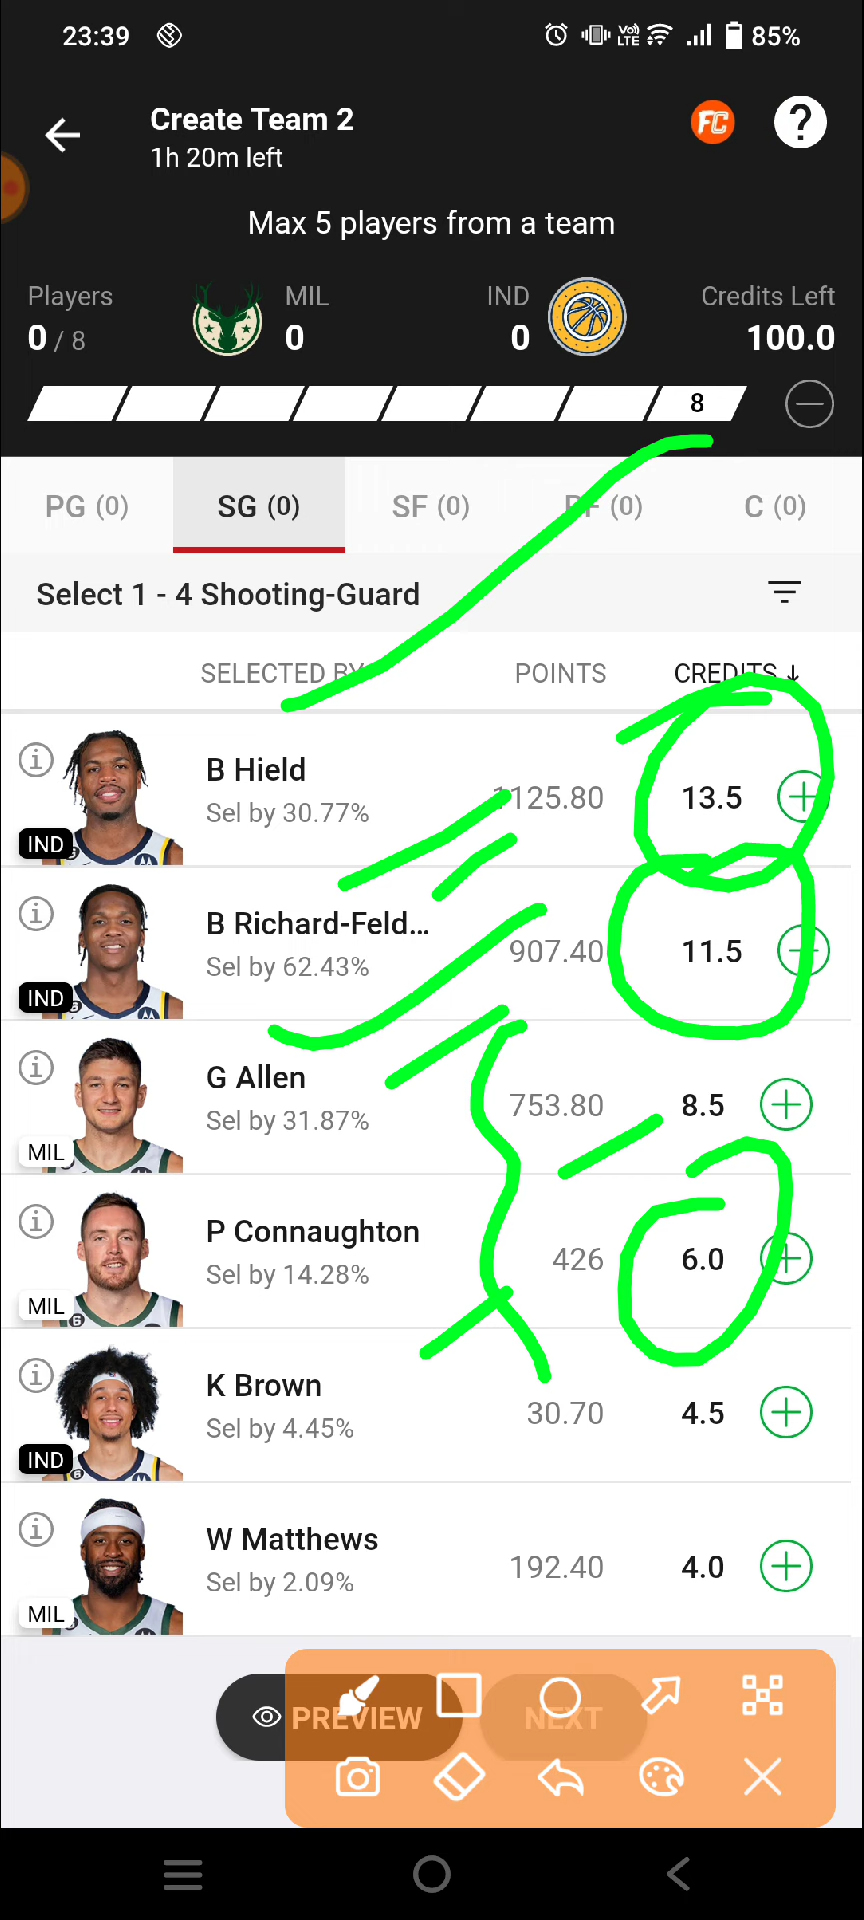 23:39 Vo) LTE 85%
Create Team 2
FC ?
1h 20m left
Max 5 players from a team
Players MIL IND Credits Left
0 / 8 0 0 100.0
8
PG (0) SG (0) SF (0) PF (0) C (0)
Select 1 - 4 Shooting-Guard
SELECTED BY POINTS CREDITS ↓
B Hield
Sel by 30.77%
1125.80 13.5
IND
B Richard-Feld...
Sel by 62.43%
907.40 11.5
IND
G Allen
Sel by 31.87%
753.80 8.5
MIL
P Connaughton
Sel by 14.28%
426 6.0
MIL
K Brown
Sel by 4.45%
30.70 4.5
IND
W Matthews
Sel by 2.09%
192.40 4.0
MIL
PREVIEW NEXT